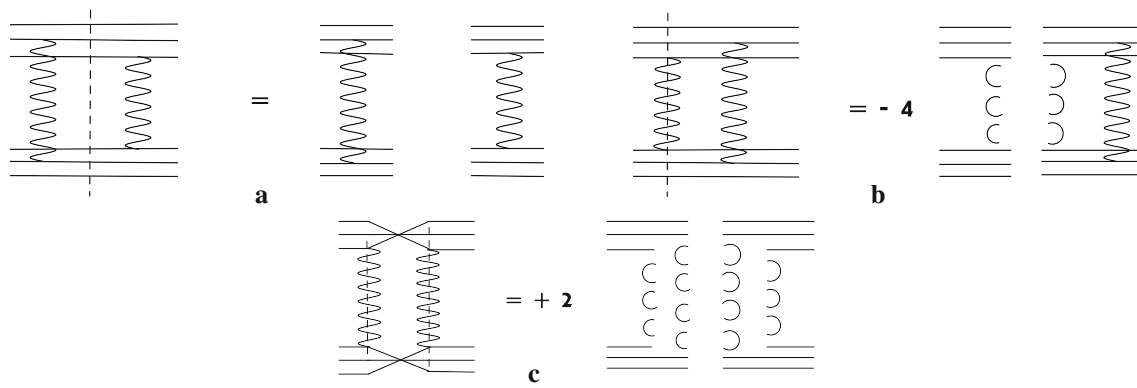 =
= - 4
a
b
= + 2
c